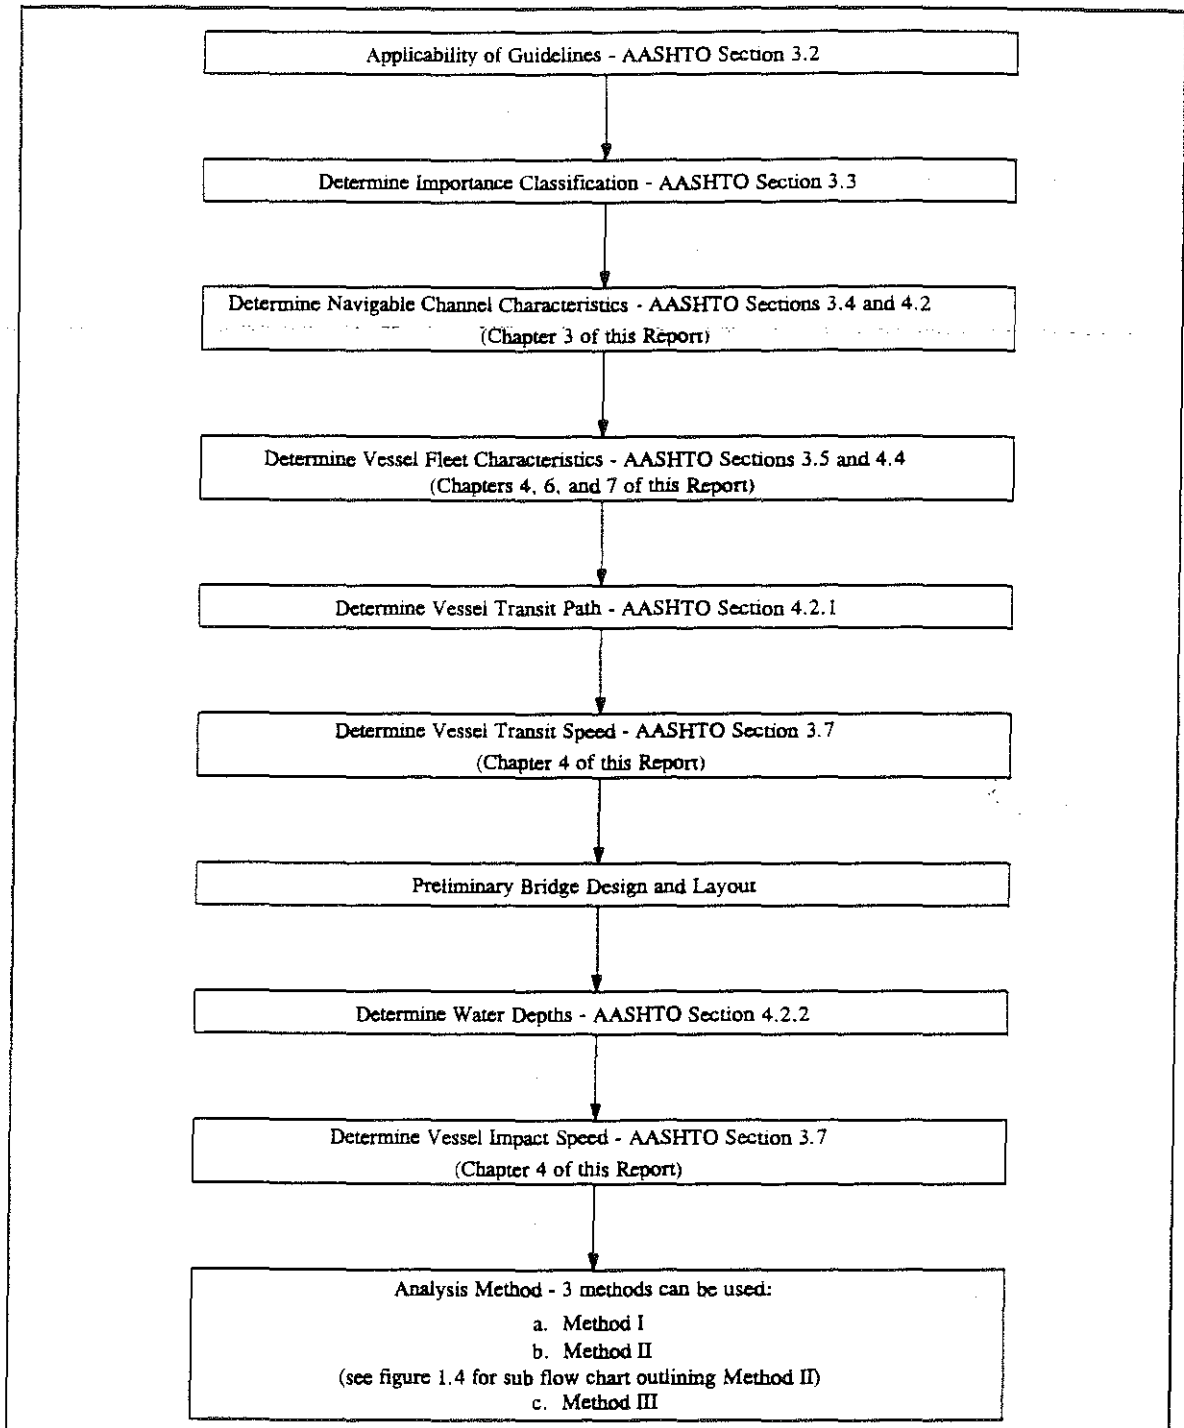 Applicability of Guidelines - AASHTO Section 3.2
Determine Importance Classification - AASHTO Section 3.3
Determine Navigable Channel Characteristics - AASHTO Sections 3.4 and 4.2
(Chapter 3 of this Report)
Determine Vessel Fleet Characteristics - AASHTO Sections 3.5 and 4.4
(Chapters 4, 6, and 7 of this Report)
Determine Vessel Transit Path - AASHTO Section 4.2.1
Determine Vessel Transit Speed - AASHTO Section 3.7
(Chapter 4 of this Report)
Preliminary Bridge Design and Layout
Determine Water Depths - AASHTO Section 4.2.2
Determine Vessel Impact Speed - AASHTO Section 3.7
(Chapter 4 of this Report)
Analysis Method - 3 methods can be used:
a. Method I
b. Method II
(see figure 1.4 for sub flow chart outlining Method II)
c. Method III